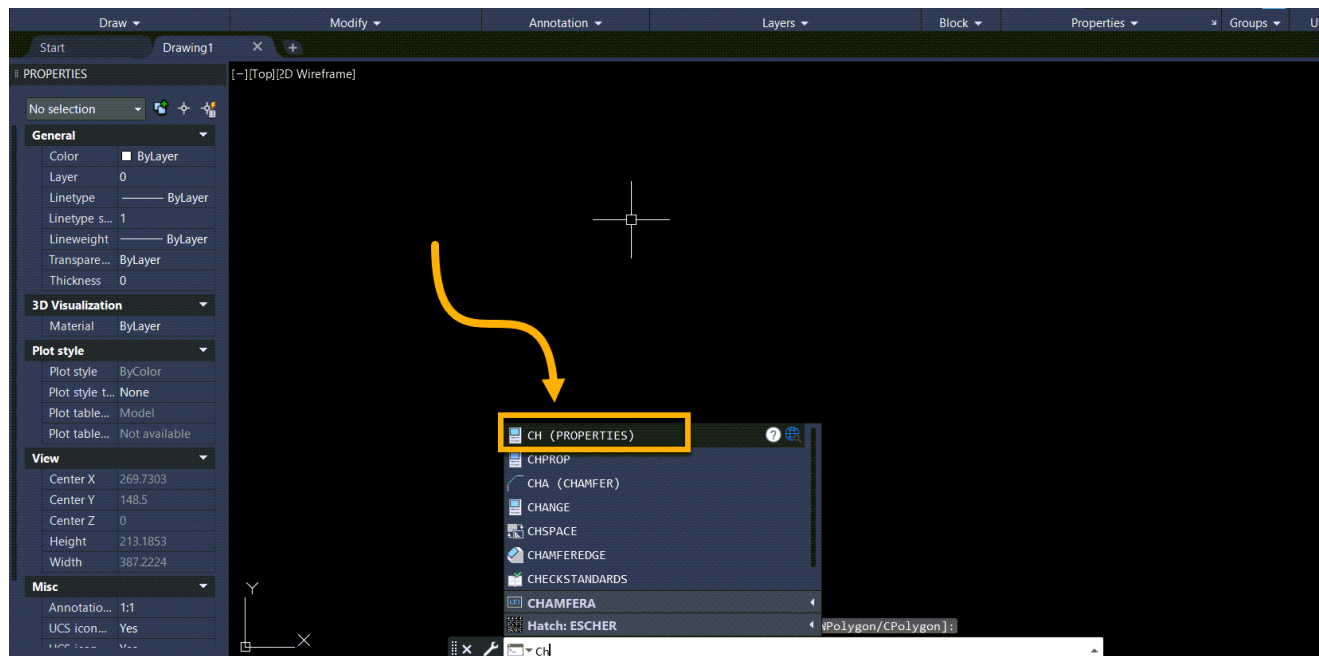 Draw Modify Annotation Layers Block Properties Groups
Start Drawing1
PROPERTIES
[−][Top][2D Wireframe]
No selection
General
Color ByLayer
Layer 0
Linetype ByLayer
Linetype s... 1
Lineweight ByLayer
Transpare... ByLayer
Thickness 0
3D Visualization
Material ByLayer
Plot style
Plot style ByColor
Plot style t... None
Plot table... Model
Plot table... Not available
View
Center X 269.7303
Center Y 148.5
Center Z 0
Height 213.1853
Width 387.2224
Misc
Annotatio... 1:1
UCS icon... Yes
CH (PROPERTIES)
CHPROP
CHA (CHAMFER)
CHANGE
CHSPACE
CHAMFEREDGE
CHECKSTANDARDS
CHAMFERA
Hatch: ESCHER
/CPolygon]:
Y
X
CH